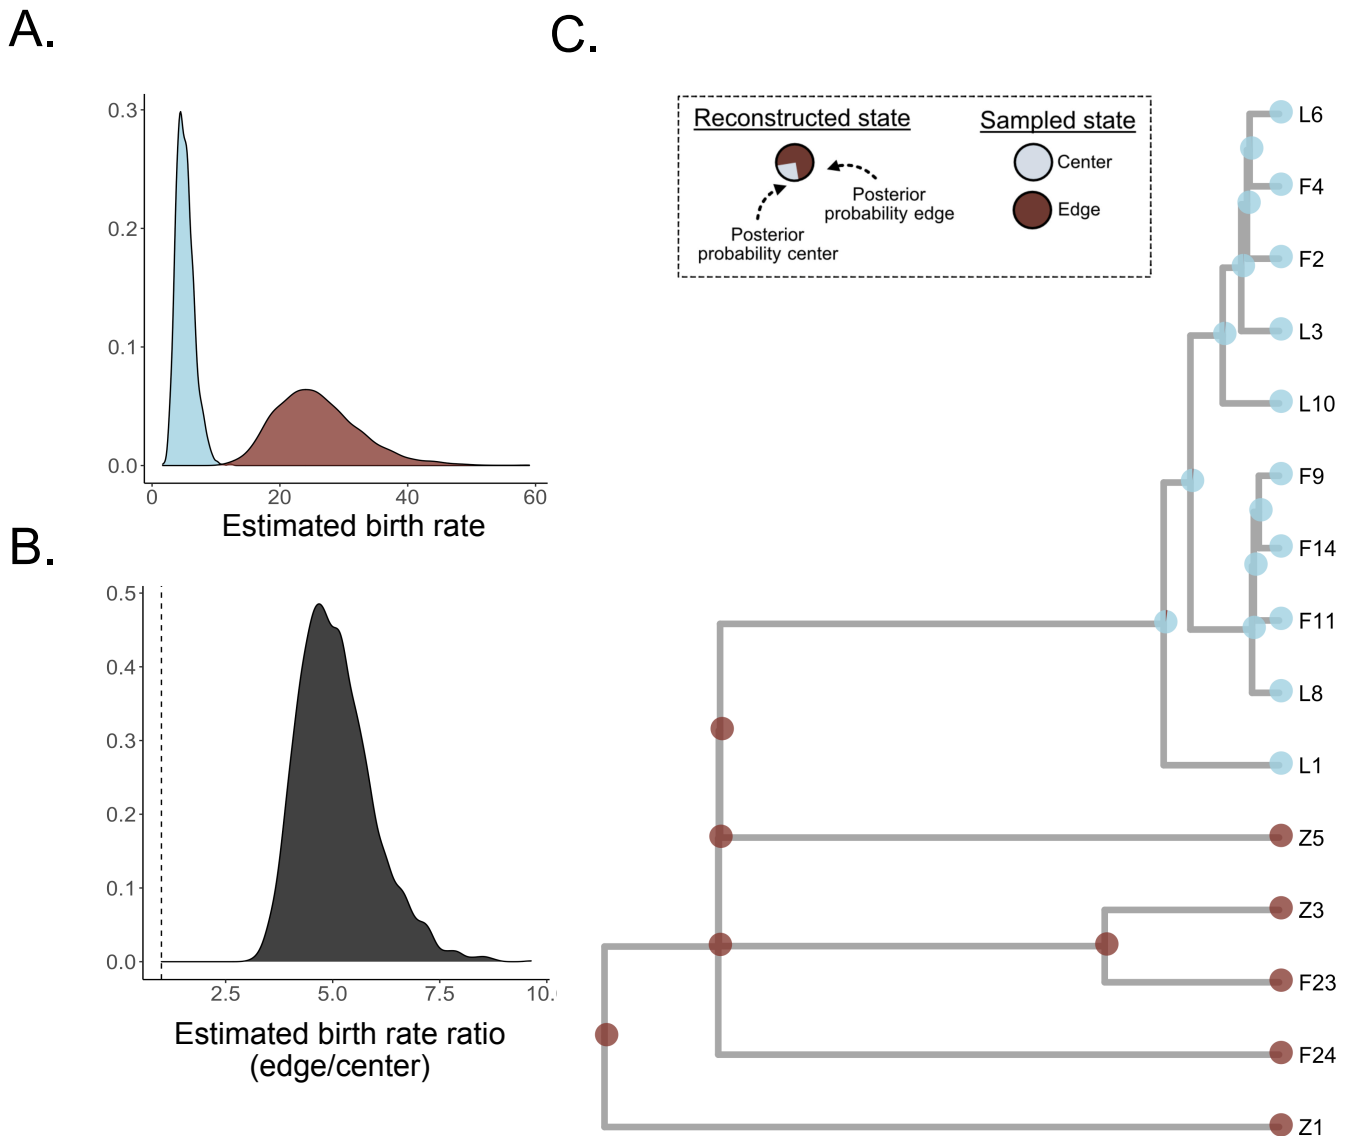 A.
0.3
0.2
0.1
0.0
0
20
40
60
Estimated birth rate
B.
0.5
0.4
0.3
0.2
0.1
0.0
2.5
5.0
7.5
10.
Estimated birth rate ratio
(edge/center)
C.
Reconstructed state
Posterior
probability edge
Posterior
probability center
Sampled state
Center
Edge
L6
F4
F2
L3
L10
F9
F14
F11
L8
L1
Z5
Z3
F23
F24
Z1